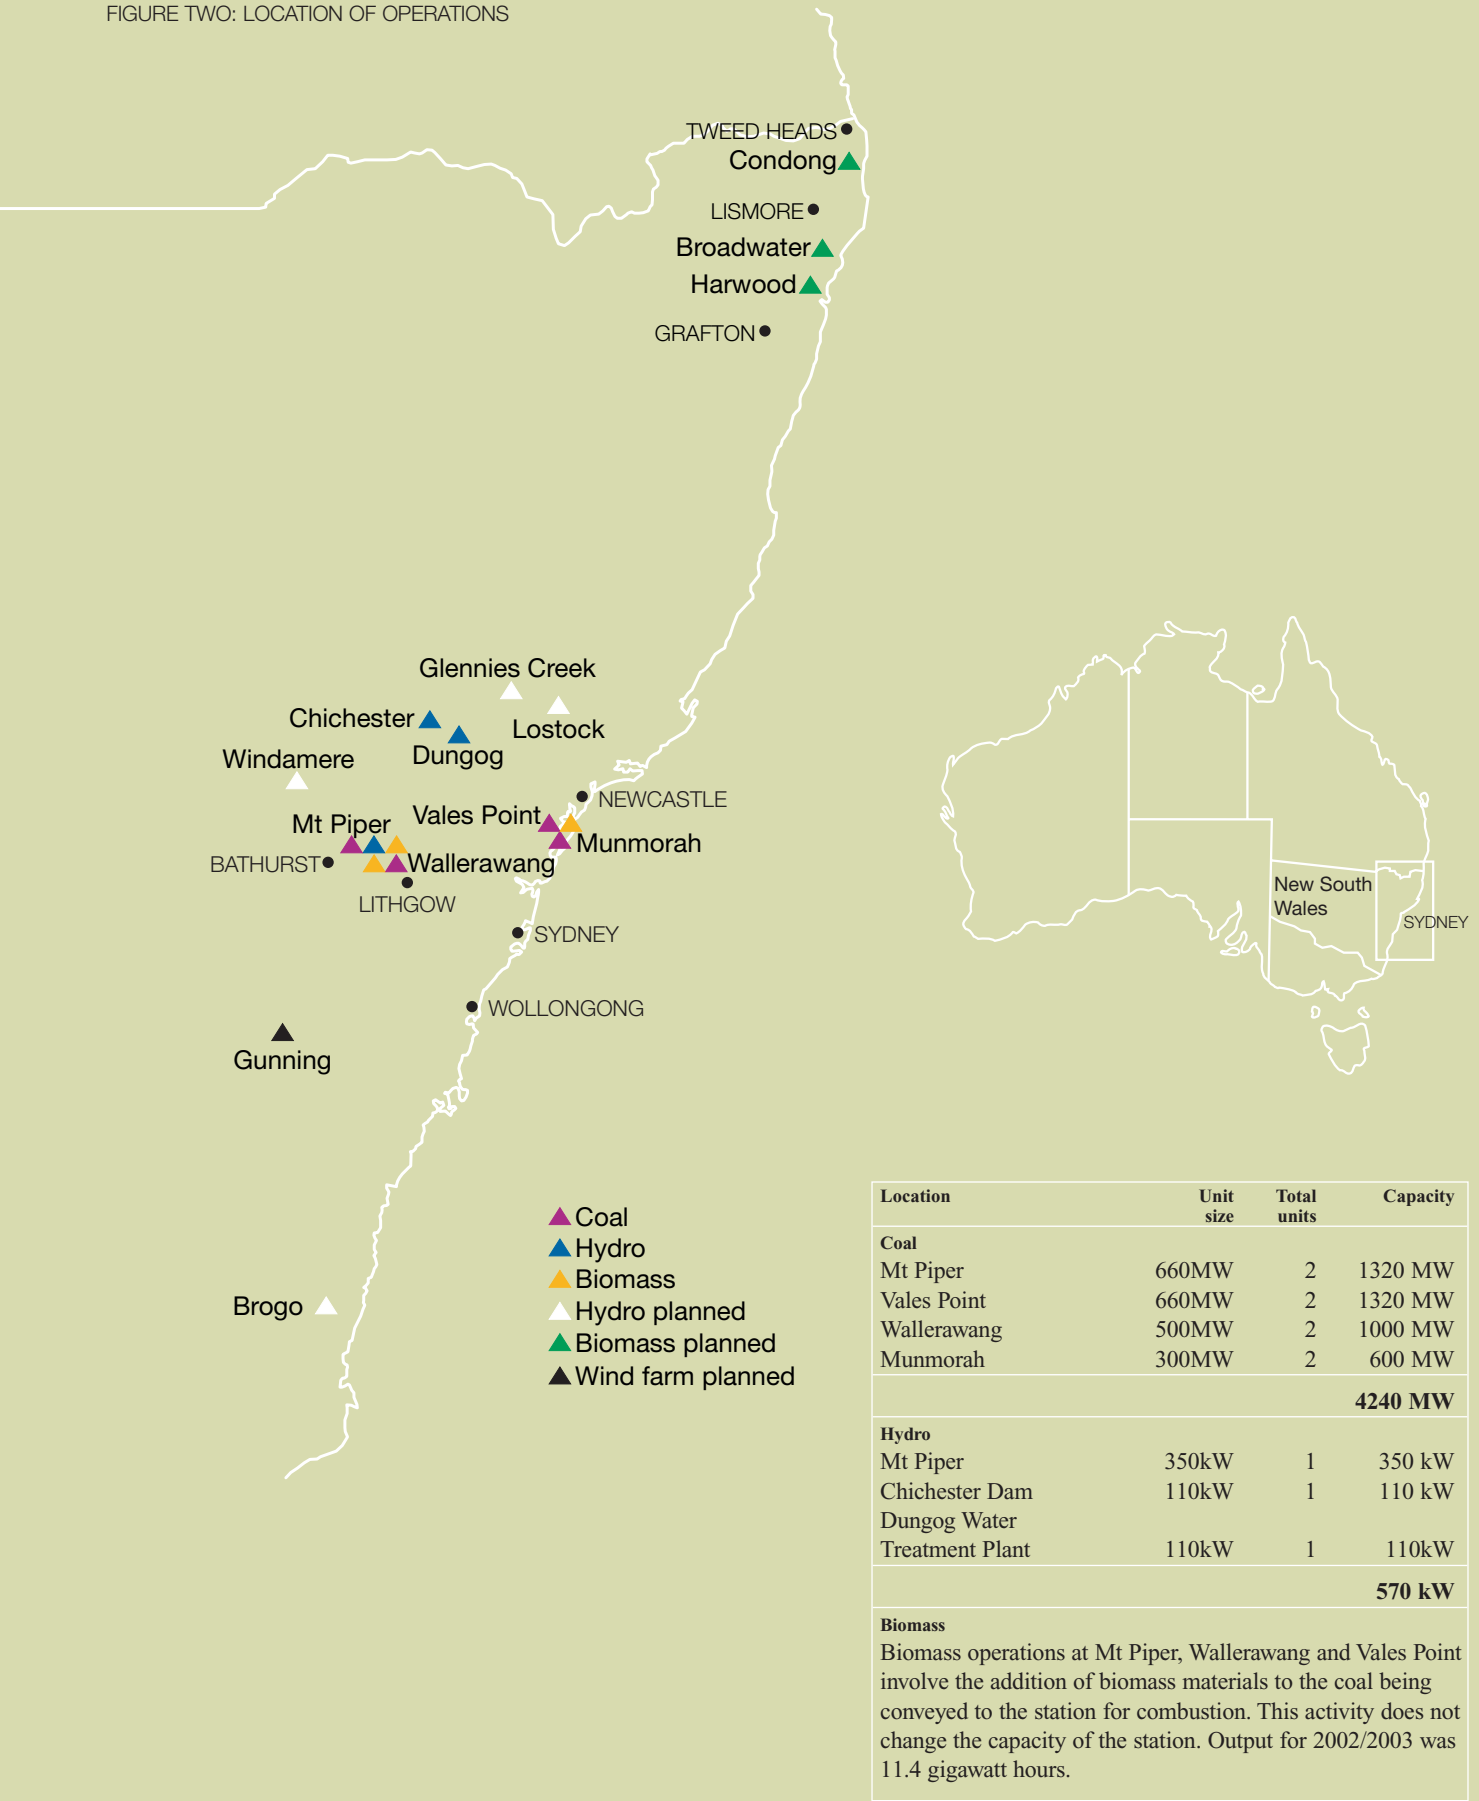 FIGURE TWO: LOCATION OF OPERATIONS
TWEED HEADS
Condong
LISMORE
Broadwater
Harwood
GRAFTON
Glennies Creek
Chichester
Lostock
Dungog
Windamere
NEWCASTLE
Vales Point
Mt Piper
Munmorah
BATHURST
Wallerawang
LITHGOW
SYDNEY
WOLLONGONG
Gunning
Brogo
New South
Wales
SYDNEY
Coal
Hydro
Biomass
Hydro planned
Biomass planned
Wind farm planned
Location Unit Total Capacity
size units
Coal
Mt Piper 660MW 2 1320 MW
Vales Point 660MW 2 1320 MW
Wallerawang 500MW 2 1000 MW
Munmorah 300MW 2 600 MW
4240 MW
Hydro
Mt Piper 350kW 1 350 kW
Chichester Dam 110kW 1 110 kW
Dungog Water
Treatment Plant 110kW 1 110kW
570 kW
Biomass
Biomass operations at Mt Piper, Wallerawang and Vales Point
involve the addition of biomass materials to the coal being
conveyed to the station for combustion. This activity does not
change the capacity of the station. Output for 2002/2003 was
11.4 gigawatt hours.